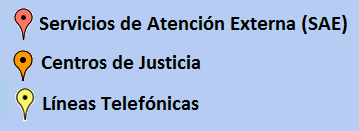 Servicios de Atención Externa (SAE)
Centros de Justicia
Líneas Telefónicas